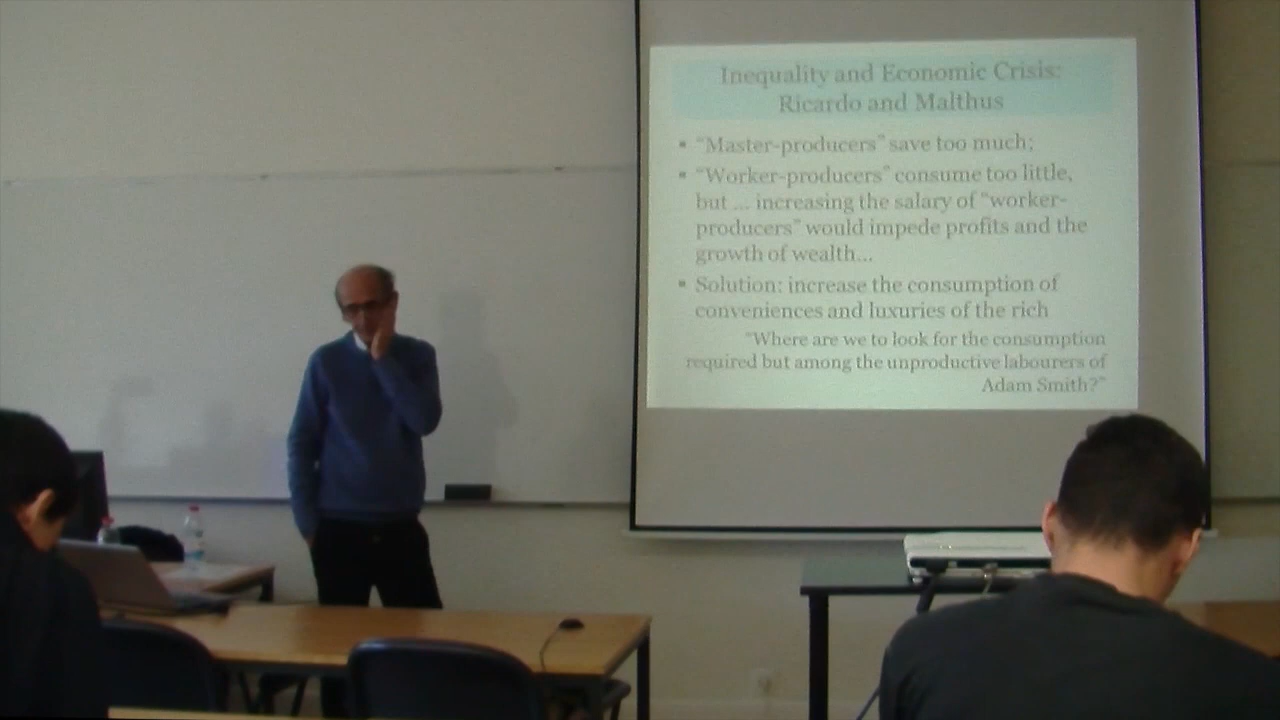 Inequality and Economic Crisis:
Ricardo and Malthus
▪ “Master-producers” save too much;
▪ “Worker-producers” consume too little,
but ... increasing the salary of “worker-
producers” would impede profits and the
growth of wealth...
▪ Solution: increase the consumption of
conveniences and luxuries of the rich
“Where are we to look for the consumption
required but among the unproductive labourers of
Adam Smith?”